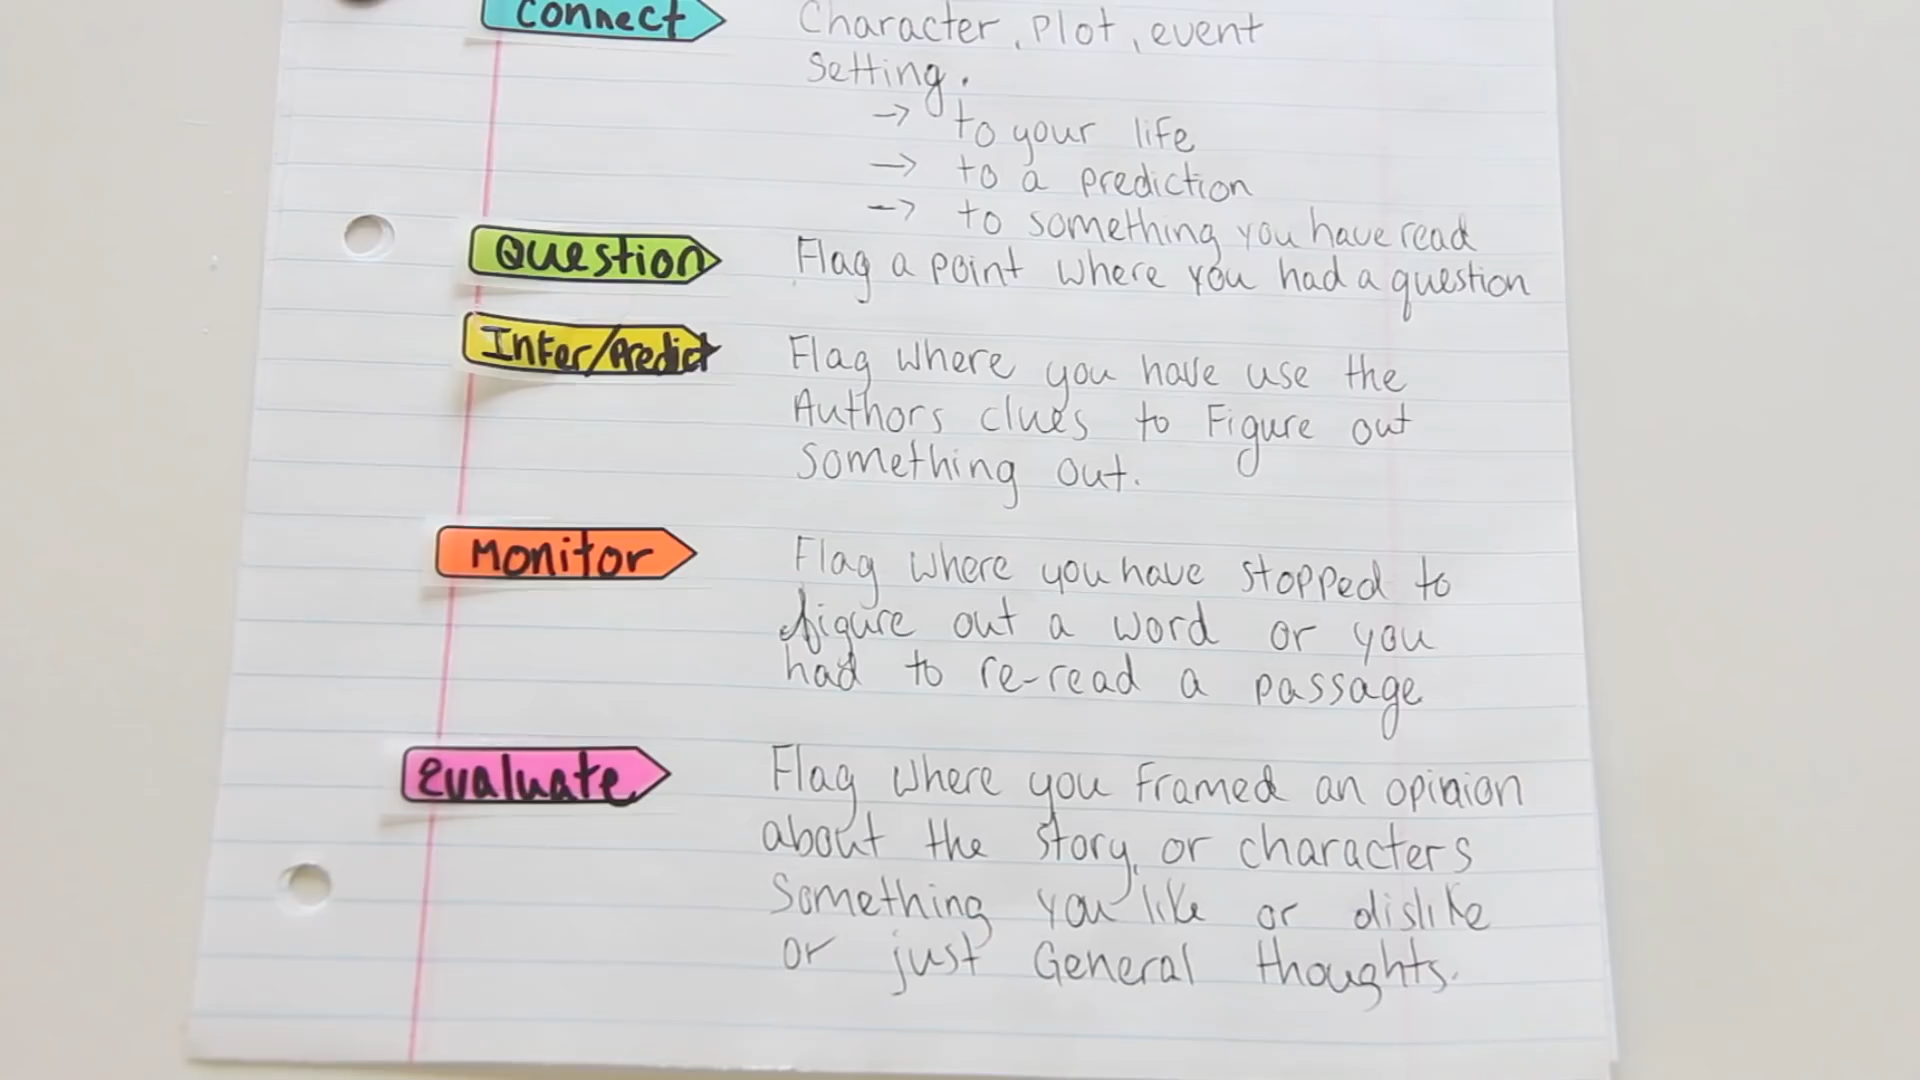 Connect Character, Plot, event
Setting.
→ to your life
→ to a prediction
→ to something you have read
Question Flag a point where you had a question
Infer/Predict Flag where you have use the
Authors clues to Figure out
something out.
Monitor Flag where you have stopped to
figure out a word or you
had to re-read a passage
Evaluate Flag where you framed an opinion
about the story, or characters
Something you like or dislike
or just General thoughts.